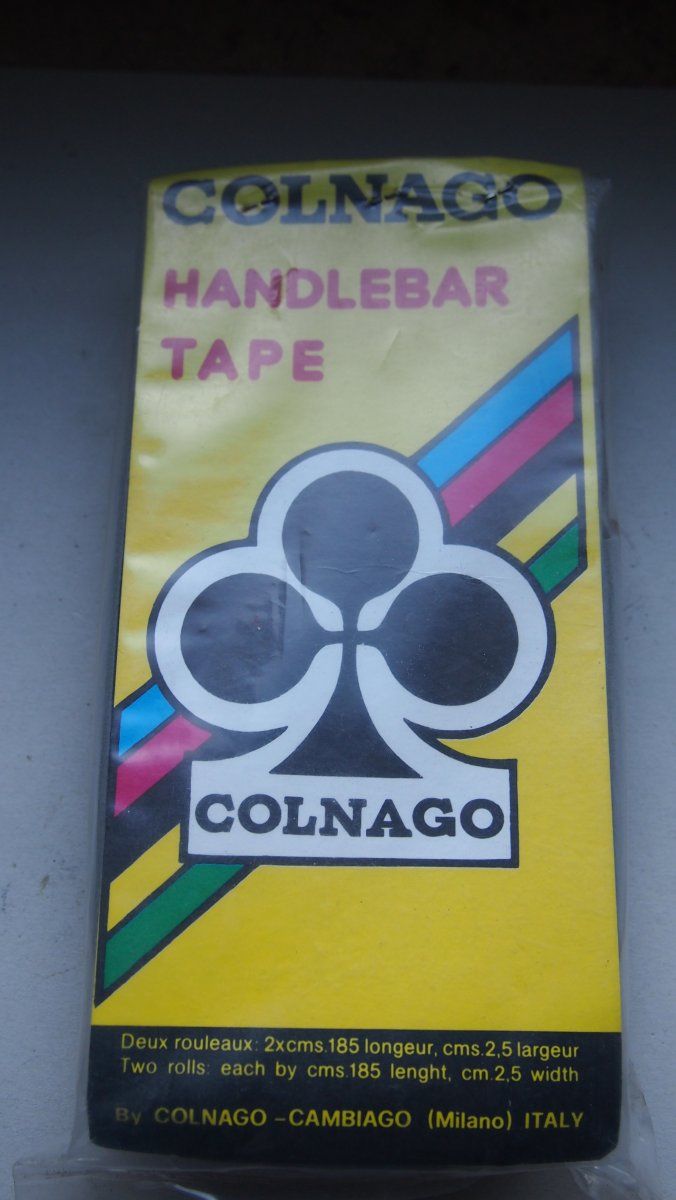 COLNAGO
HANDLEBAR
TAPE
COLNAGO
Deux rouleaux: 2xcms.185 longeur, cms.2,5 largeur
Two rolls: each by cms.185 lenght, cm.2,5 width
By COLNAGO-CAMBIAGO (Milano) ITALY